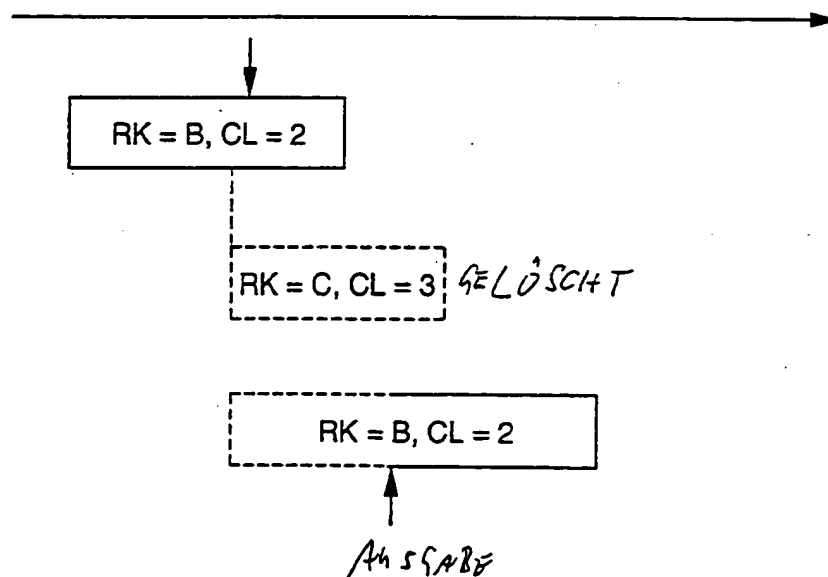 RK = B, CL = 2
RK = C, CL = 3 GELÖSCHT
RK = B, CL = 2
AUSGABE